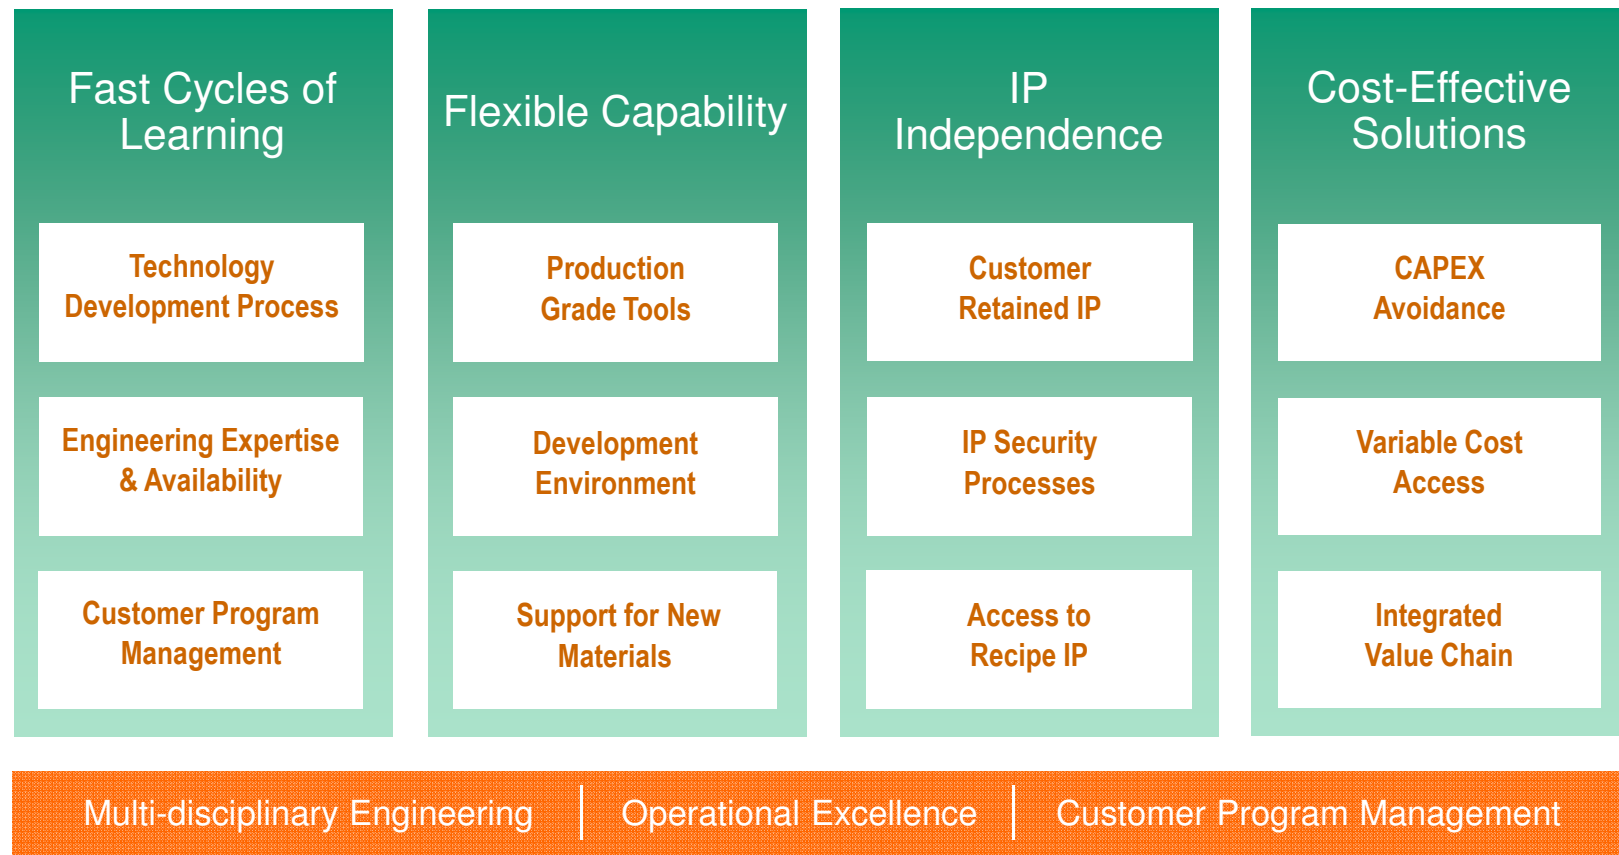 Fast Cycles of
Learning
Technology
Development Process
Engineering Expertise
& Availability
Customer Program
Management
Flexible Capability
Production
Grade Tools
Development
Environment
Support for New
Materials
IP
Independence
Customer
Retained IP
IP Security
Processes
Access to
Recipe IP
Cost-Effective
Solutions
CAPEX
Avoidance
Variable Cost
Access
Integrated
Value Chain
Multi-disciplinary Engineering
Operational Excellence
Customer Program Management